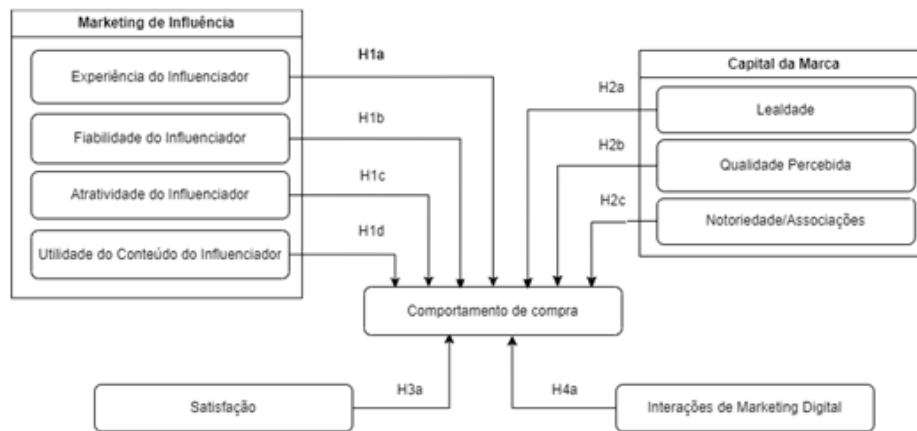 Marketing de Influência
Experiência do Influenciador
H1a
Fiabilidade do Influenciador
H1b
Atratividade do Influenciador
H1c
Utilidade do Conteúdo do Influenciador
H1d
Capital da Marca
H2a
Lealdade
H2b
Qualidade Percebida
H2c
Notoriedade/Associações
Comportamento de compra
H3a
Satisfação
H4a
Interações de Marketing Digital